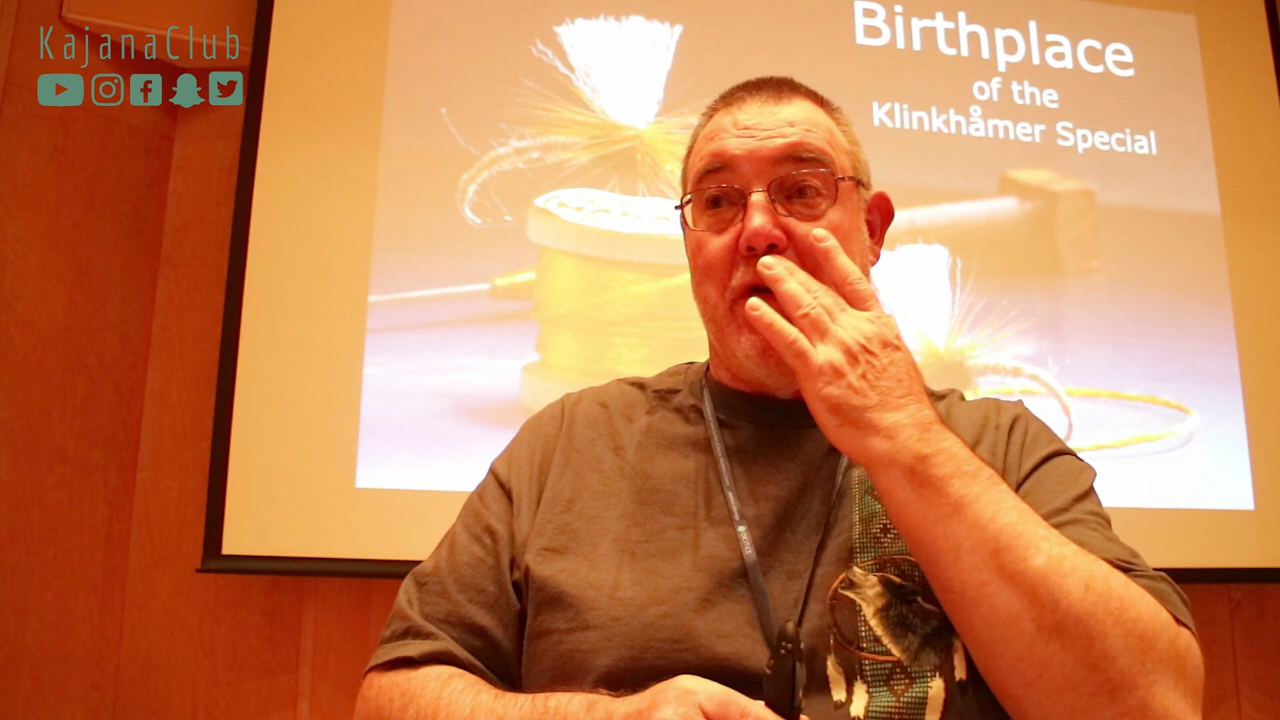 KajanaClub
Birthplace
of the
Klinkhåmer Special